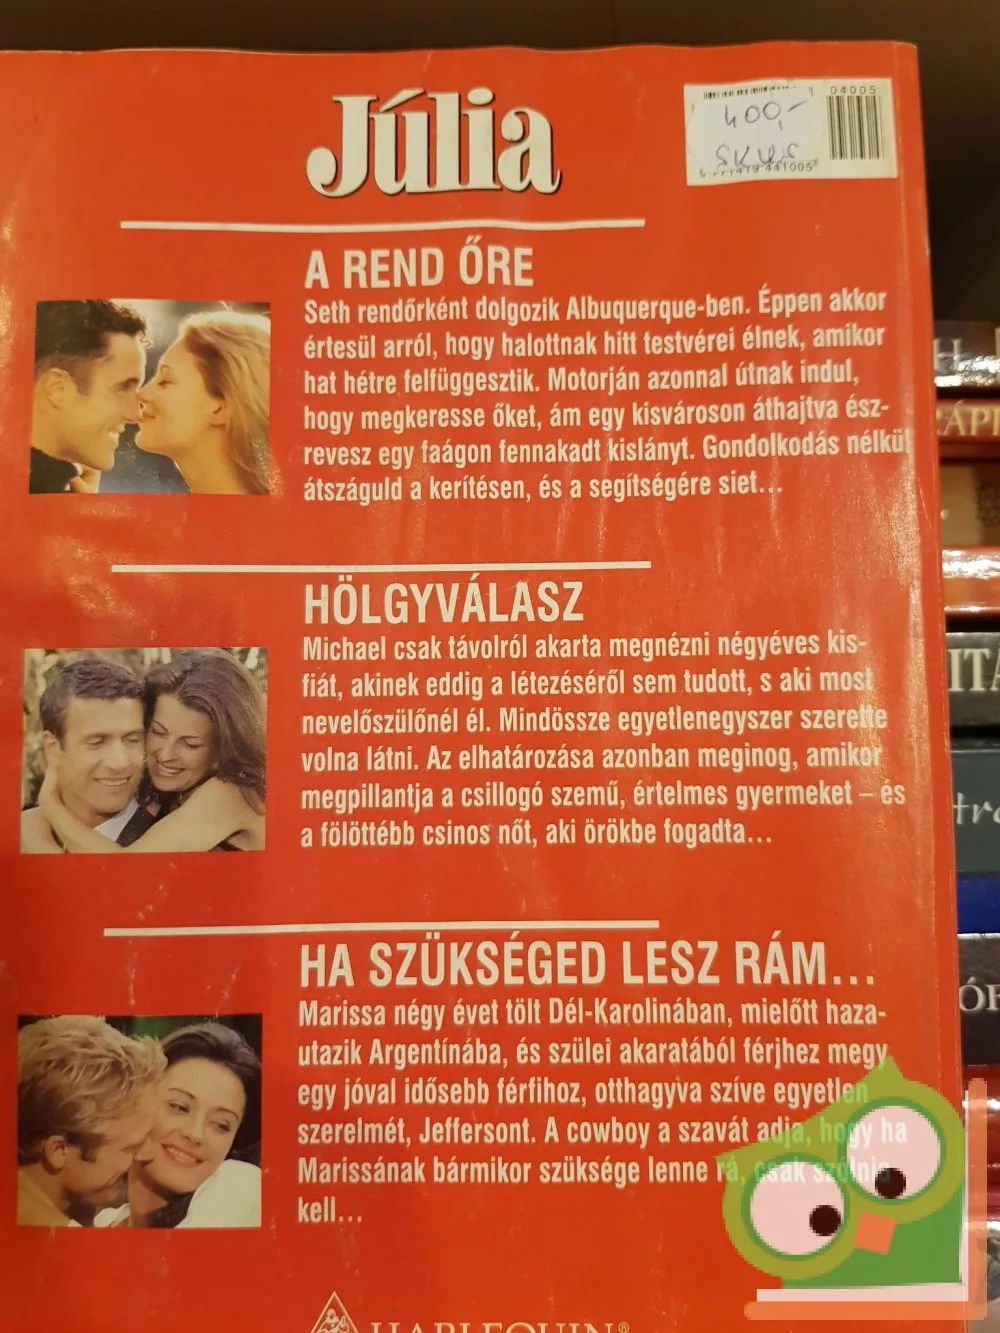 Júlia
04005
400,-
A REND ŐRE
Seth rendőrként dolgozik Albuquerque-ben. Éppen akkor
értesül arról, hogy halottnak hitt testvérei élnek, amikor
hat hétre felfüggesztik. Motorján azonnal útnak indul,
hogy megkeresse őket, ám egy kisvároson áthajtva ész-
revesz egy faágon fennakadt kislányt. Gondolkodás nélkül
átszáguld a kerítésen, és a segítségére siet...
HÖLGYVÁLASZ
Michael csak távolról akarta megnézni négyéves kis-
fiát, akinek eddig a létezéséről sem tudott, s aki most
nevelőszülőnél él. Mindössze egyetlenegyszer szerette
volna látni. Az elhatározása azonban meginog, amikor
megpillantja a csillogó szemű, értelmes gyermeket – és
a fölöttébb csinos nőt, aki örökbe fogadta...
HA SZÜKSÉGED LESZ RÁM...
Marissa négy évet tölt Dél-Karolinában, mielőtt haza-
utazik Argentínába, és szülei akaratából férjhez megy
egy jóval idősebb férfihoz, otthagyva szíve egyetlen
szerelmét, Jeffersont. A cowboy a szavát adja, hogy ha
Marissának bármikor szüksége lenne rá, csak szólnia
kell...
HARLEQUIN®